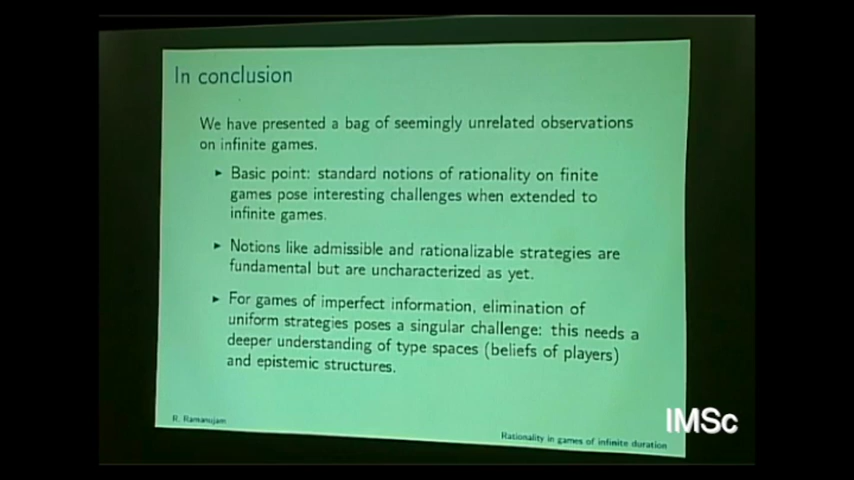 In conclusion
We have presented a bag of seemingly unrelated observations
on infinite games.
▸ Basic point: standard notions of rationality on finite
games pose interesting challenges when extended to
infinite games.
▸ Notions like admissible and rationalizable strategies are
fundamental but are uncharacterized as yet.
▸ For games of imperfect information, elimination of
uniform strategies poses a singular challenge: this needs a
deeper understanding of type spaces (beliefs of players)
and epistemic structures.
R. Ramanujam
Rationality in games of infinite duration
IMSc